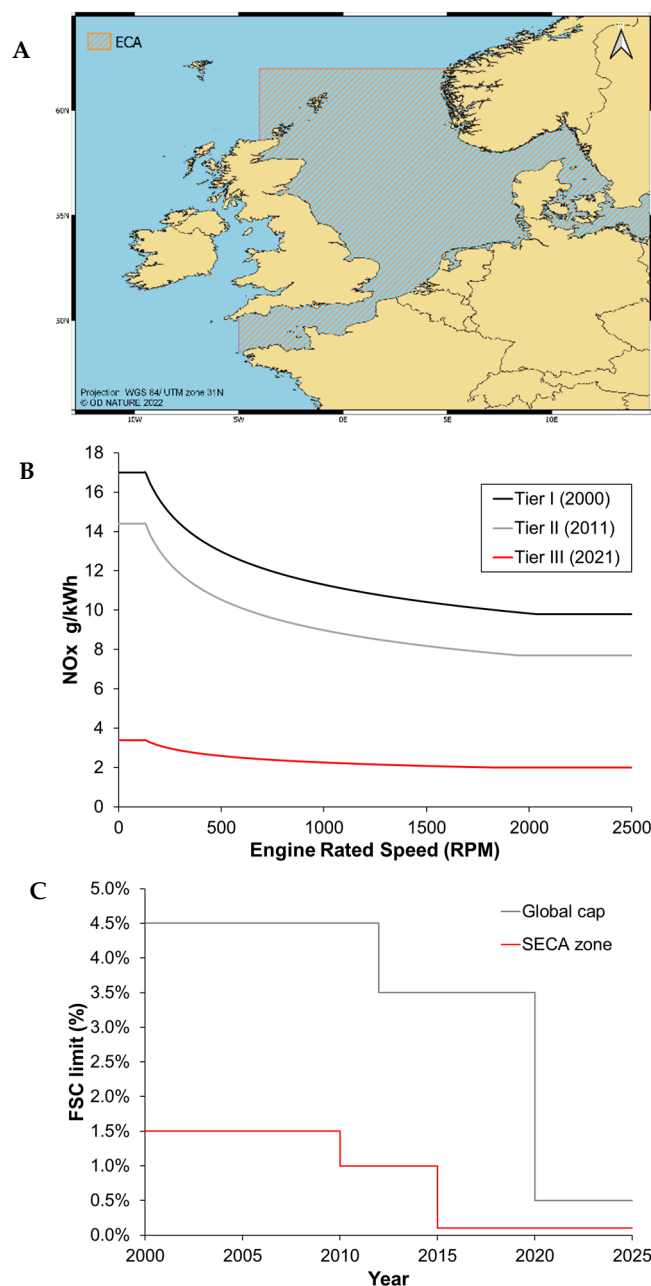 A
ECA
60N
55N
50N
Projection: WGS 84/ UTM zone 31N
© OD NATURE 2022
10W 5W 0E 5E 10E
B
18
16
14
12
10
8
6
4
2
0
NOx g/kWh
Tier I (2000)
Tier II (2011)
Tier III (2021)
0 500 1000 1500 2000 2500
Engine Rated Speed (RPM)
C
5.0%
4.5%
4.0%
3.5%
3.0%
2.5%
2.0%
1.5%
1.0%
0.5%
0.0%
FSC limit (%)
Global cap
SECA zone
2000 2005 2010 2015 2020 2025
Year